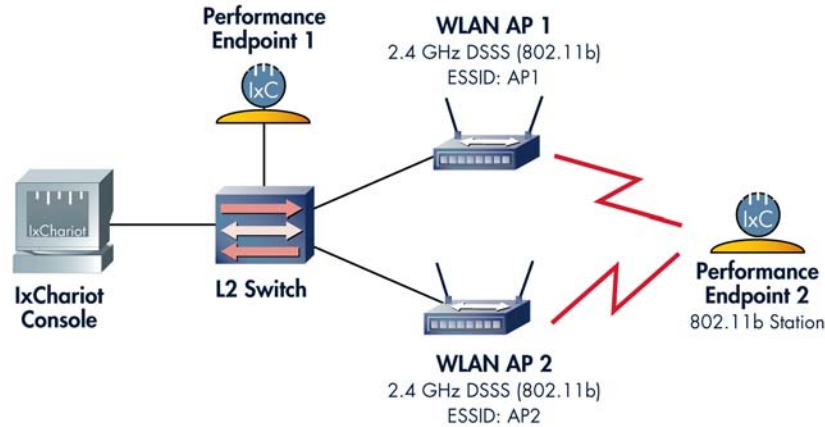 Performance
Endpoint 1
IxC
WLAN AP 1
2.4 GHz DSSS (802.11b)
ESSID: AP1
IxChariot
IxChariot
Console
L2 Switch
IxC
Performance
Endpoint 2
802.11b Station
WLAN AP 2
2.4 GHz DSSS (802.11b)
ESSID: AP2